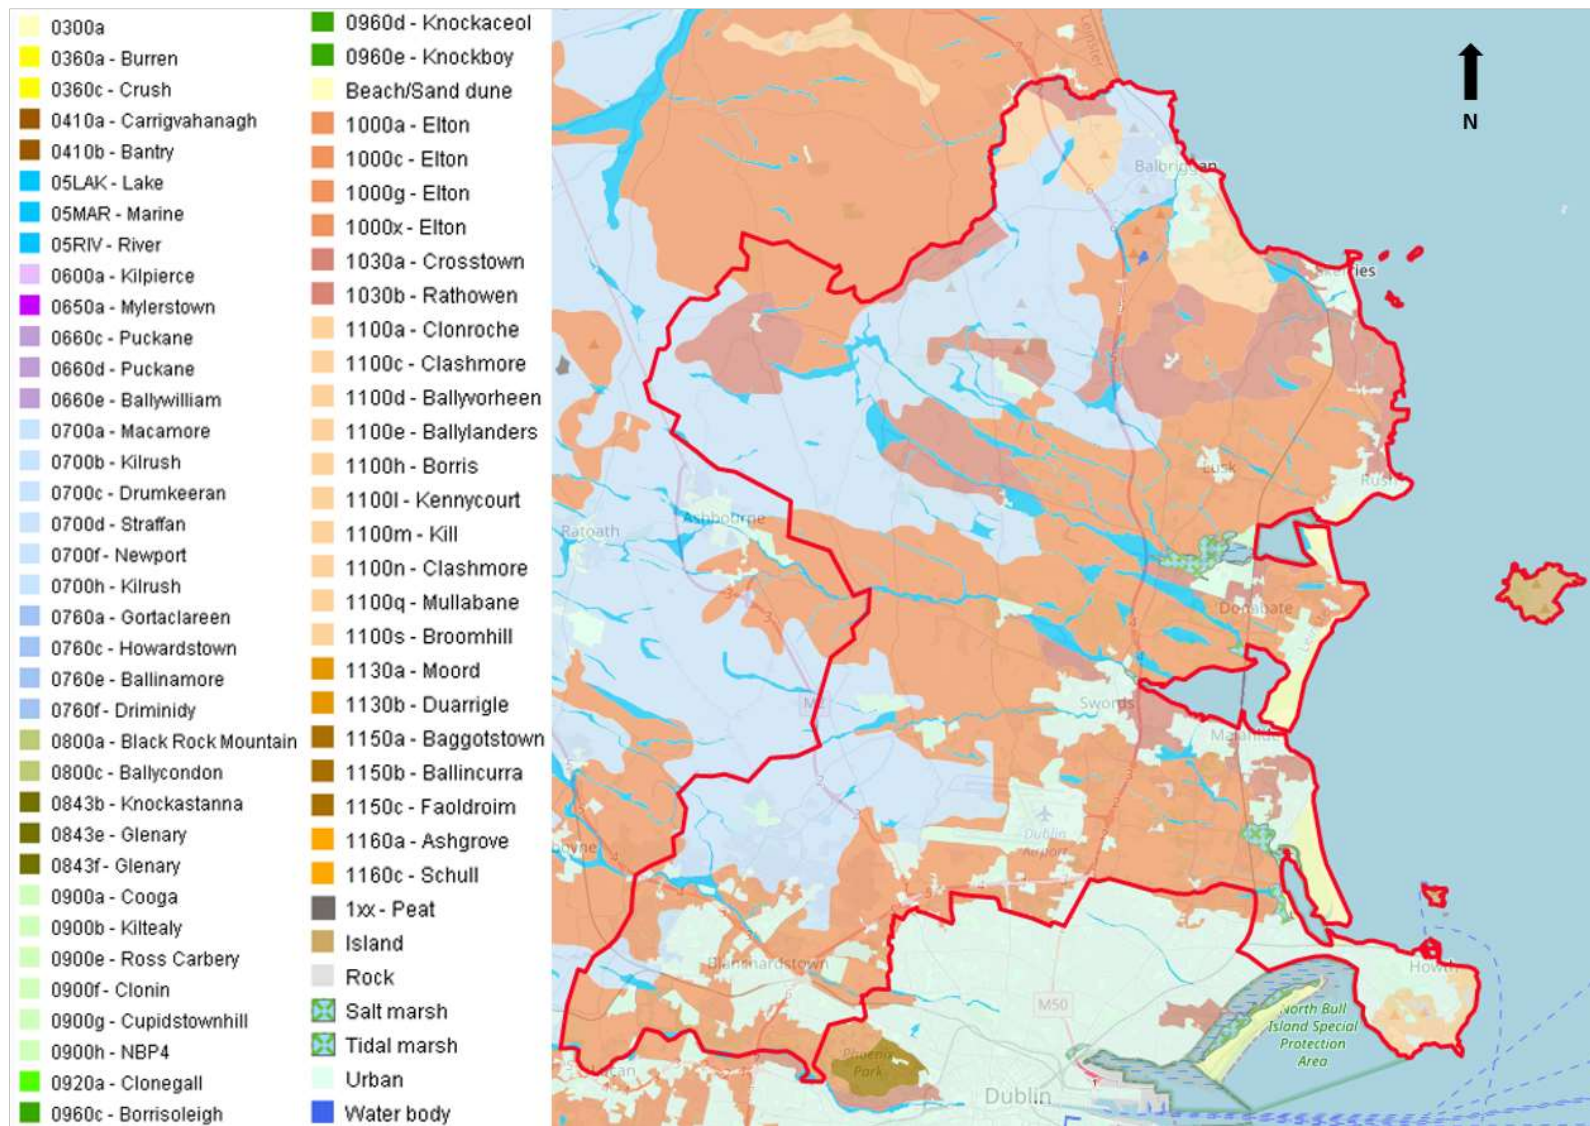 0300a
0360a - Burren
0360c - Crush
0410a - Carrigvahanagh
0410b - Bantry
05LAK - Lake
05MAR - Marine
05RIV - River
0600a - Kilpierce
0650a - Mylerstown
0660c - Puckane
0660d - Puckane
0660e - Ballywilliam
0700a - Macamore
0700b - Kilrush
0700c - Drumkeeran
0700d - Straffan
0700f - Newport
0700h - Kilrush
0760a - Gortaclareen
0760c - Howardstown
0760e - Ballinamore
0760f - Driminidy
0800a - Black Rock Mountain
0800c - Ballycondon
0843b - Knockastanna
0843e - Glenary
0843f - Glenary
0900a - Cooga
0900b - Kiltealy
0900e - Ross Carbery
0900f - Clonin
0900g - Cupidstownhill
0900h - NBP4
0920a - Clonegall
0960c - Borrisoleigh
0960d - Knockaceol
0960e - Knockboy
Beach/Sand dune
1000a - Elton
1000c - Elton
1000g - Elton
1000x - Elton
1030a - Crosstown
1030b - Rathowen
1100a - Clonroche
1100c - Clashmore
1100d - Ballyvorheen
1100e - Ballylanders
1100h - Borris
1100l - Kennycourt
1100m - Kill
1100n - Clashmore
1100q - Mullabane
1100s - Broomhill
1130a - Moord
1130b - Duarrigle
1150a - Baggotstown
1150b - Ballincurra
1150c - Faoldroim
1160a - Ashgrove
1160c - Schull
1xx - Peat
Island
Rock
Salt marsh
Tidal marsh
Urban
Water body
Leinster
N
Balbriggan
Lusk
Rush
Ashbourne
Ratoath
Donabate
M2
Swords
Malahide
Dublin
Airport
Blanchardstown
Howth
M50
North Bull
Island Special
Protection
Area
Phoenix
Park
Dublin